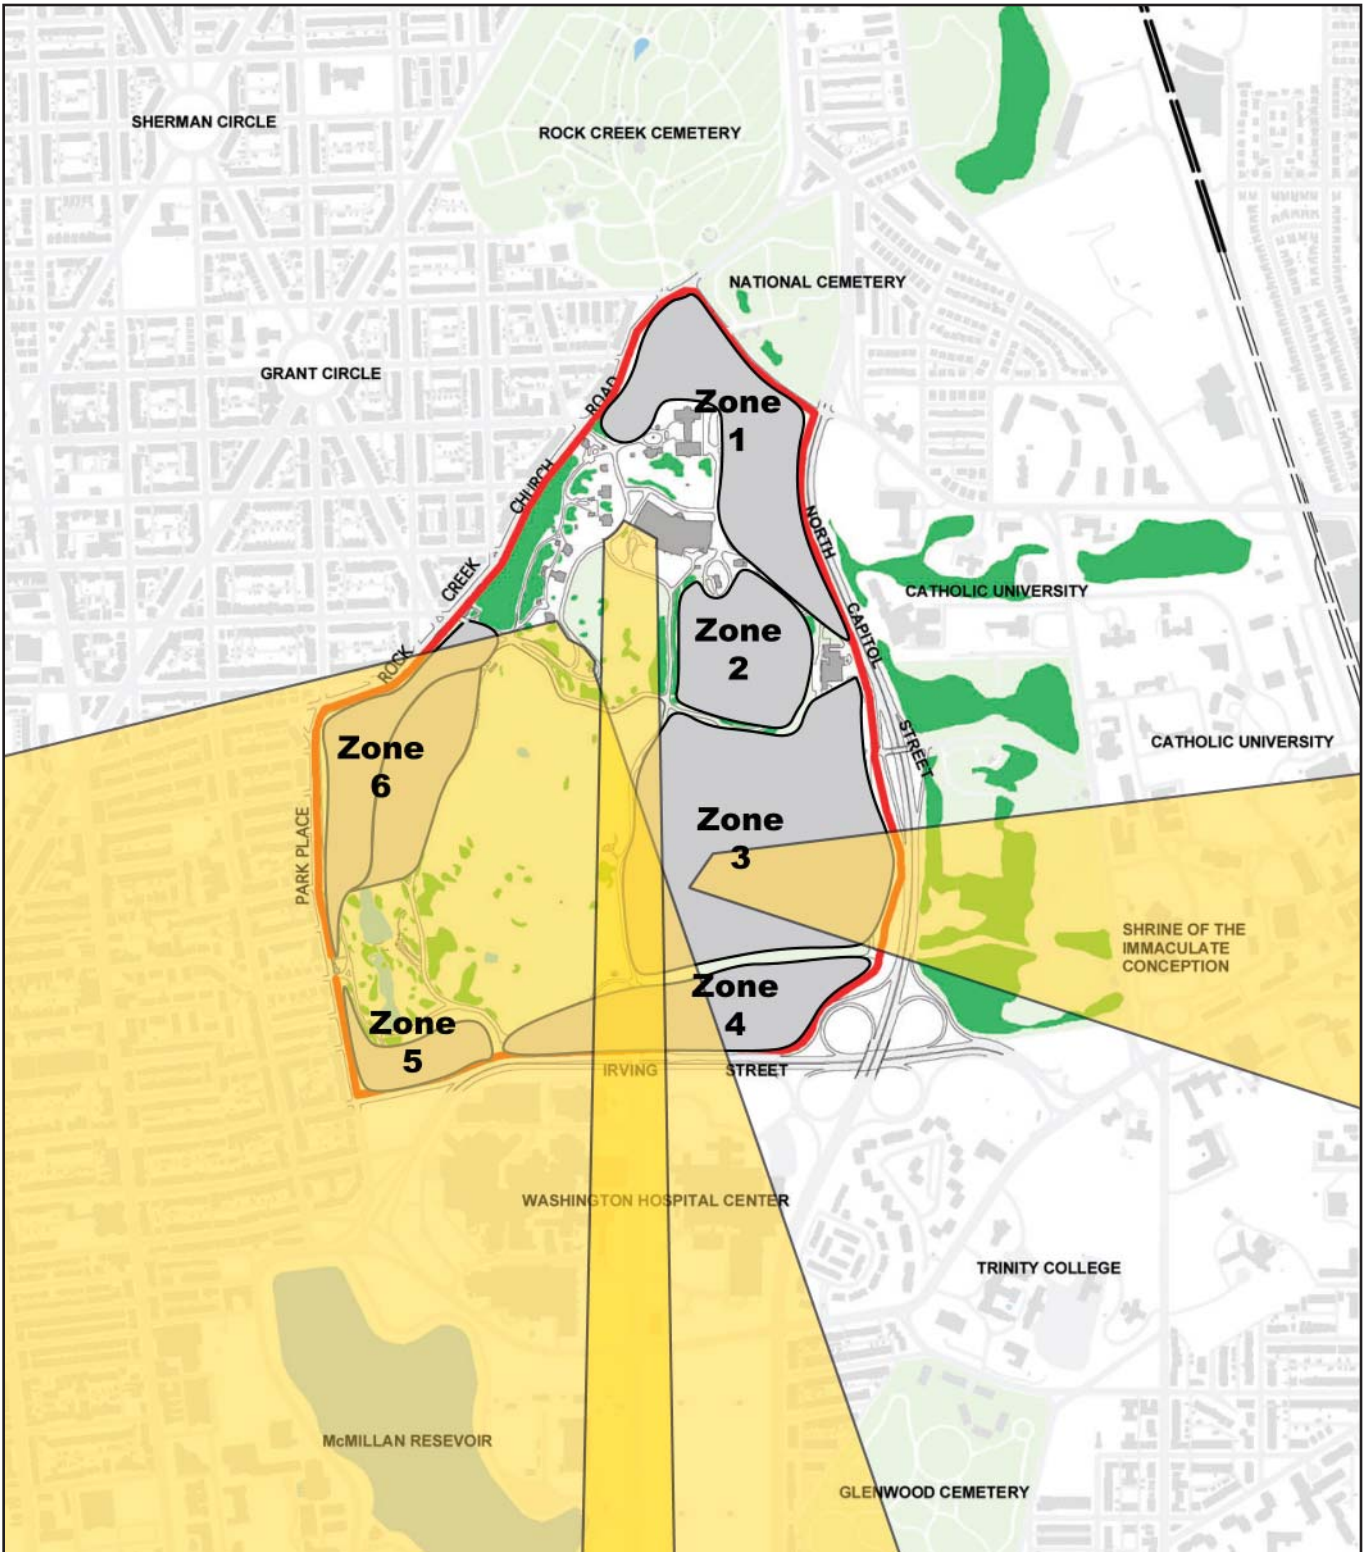 SHERMAN CIRCLE
ROCK CREEK CEMETERY
NATIONAL CEMETERY
GRANT CIRCLE
ROAD
Zone
1
CHURCH
NORTH
CREEK
CATHOLIC UNIVERSITY
CAPITOL
Zone
2
ROCK
STREET
CATHOLIC UNIVERSITY
Zone
6
PARK PLACE
Zone
3
SHRINE OF THE
IMMACULATE
CONCEPTION
Zone
4
Zone
5
IRVING STREET
WASHINGTON HOSPITAL CENTER
TRINITY COLLEGE
McMILLAN RESEVOIR
GLENWOOD CEMETERY